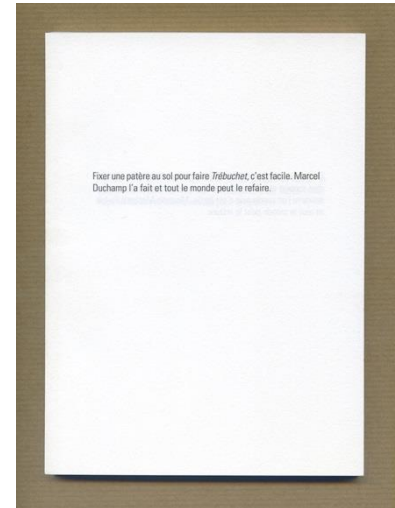 Fixer une patère au sol pour faire Trébuchet, c'est facile. Marcel
Duchamp l'a fait et tout le monde peut le refaire.